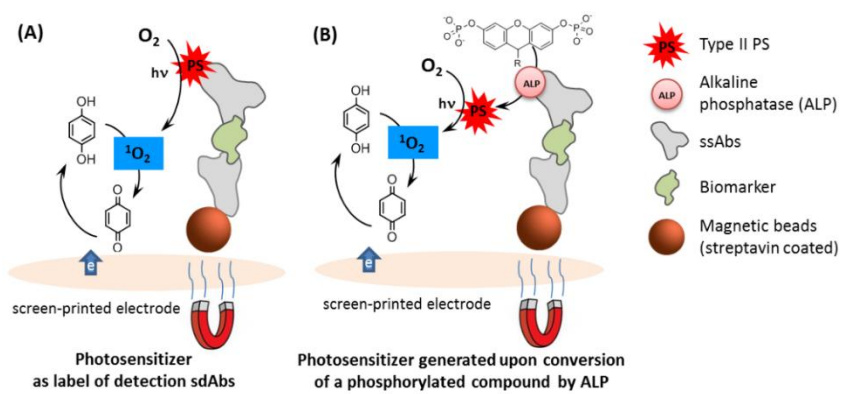 (A)
O2
PS
hν
OH
OH
1O2
O
O
e
screen-printed electrode
Photosensitizer
as label of detection sdAbs
(B)
-O
-O
P
O
O
O
O
P
O-
O-
O
R
ALP
O2
hν
PS
OH
OH
1O2
O
O
e
screen-printed electrode
Photosensitizer generated upon conversion
of a phosphorylated compound by ALP
PS
Type II PS
ALP
Alkaline
phosphatase (ALP)
ssAbs
Biomarker
Magnetic beads
(streptavin coated)